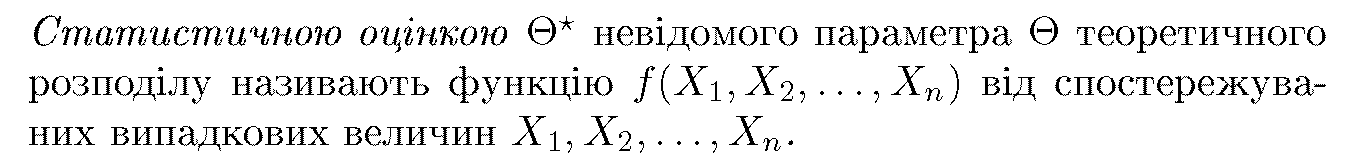 Статистичною оцінкою Θ* невідомого параметра Θ теоретичного
розподілу називають функцію f(X₁, X₂, . . . , Xₙ) від спостережува-
них випадкових величин X₁, X₂, . . . , Xₙ.